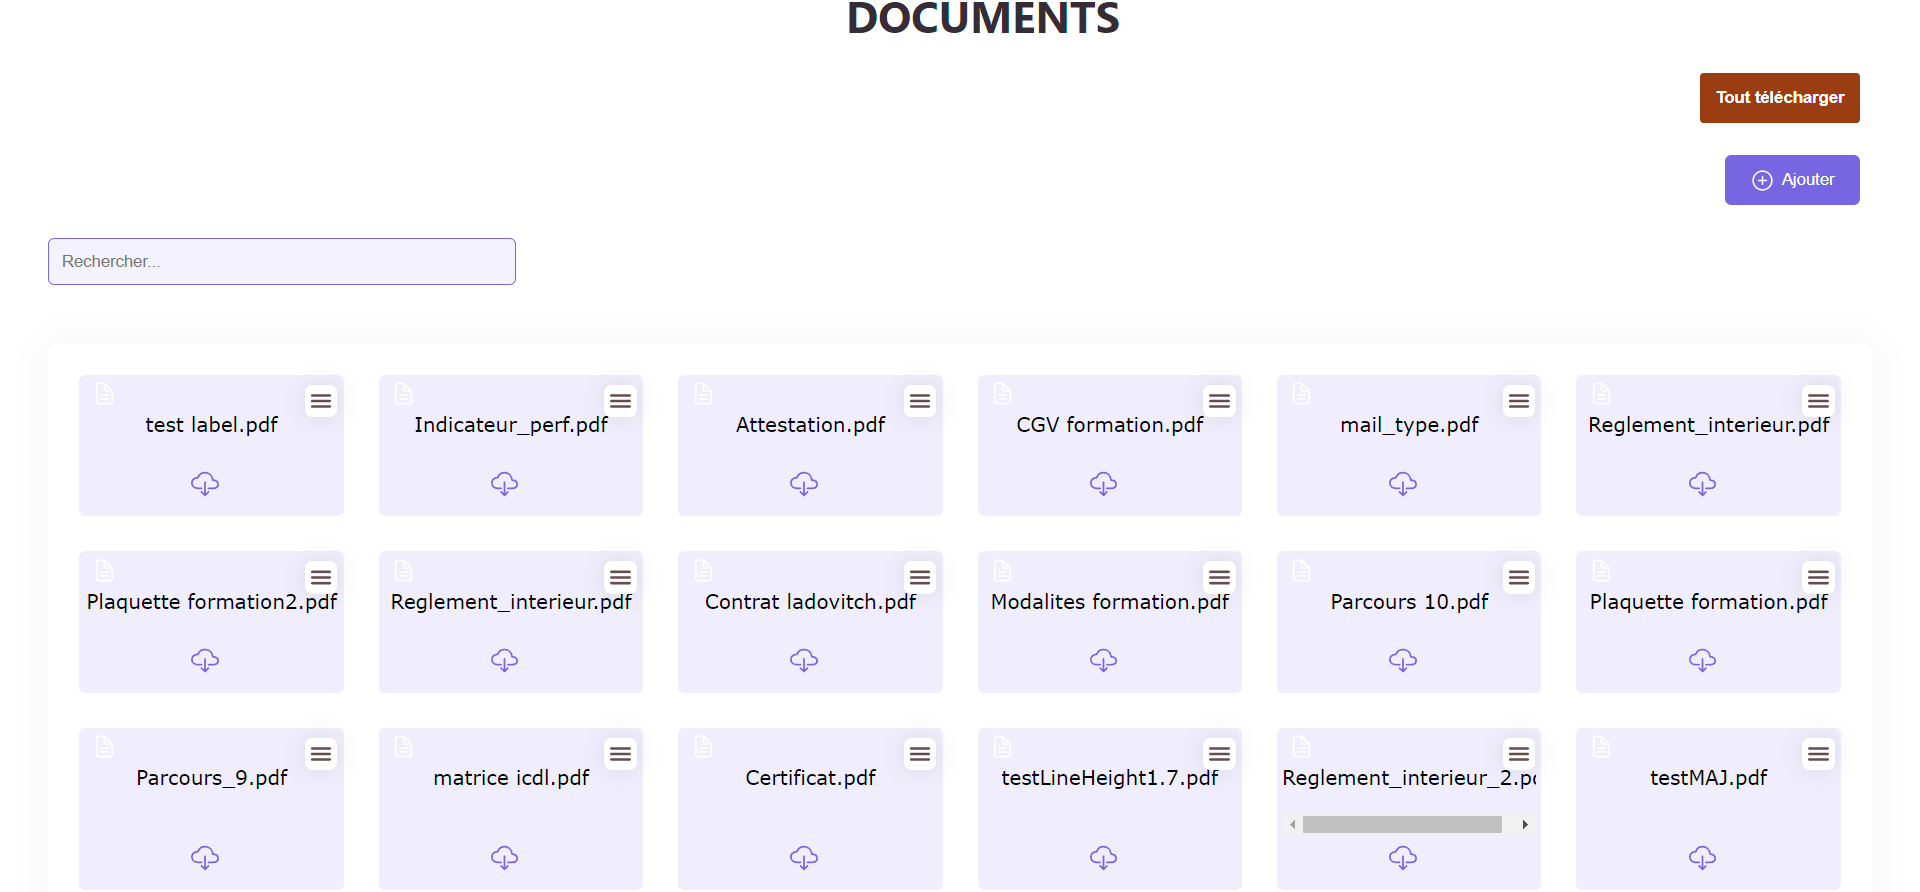 DOCUMENTS
Tout télécharger
Ajouter
Rechercher...
test label.pdf
Indicateur_perf.pdf
Attestation.pdf
CGV formation.pdf
mail_type.pdf
Reglement_interieur.pdf
Plaquette formation2.pdf
Reglement_interieur.pdf
Contrat ladovitch.pdf
Modalites formation.pdf
Parcours 10.pdf
Plaquette formation.pdf
Parcours_9.pdf
matrice icdl.pdf
Certificat.pdf
testLineHeight1.7.pdf
Reglement_interieur_2.pd
testMAJ.pdf